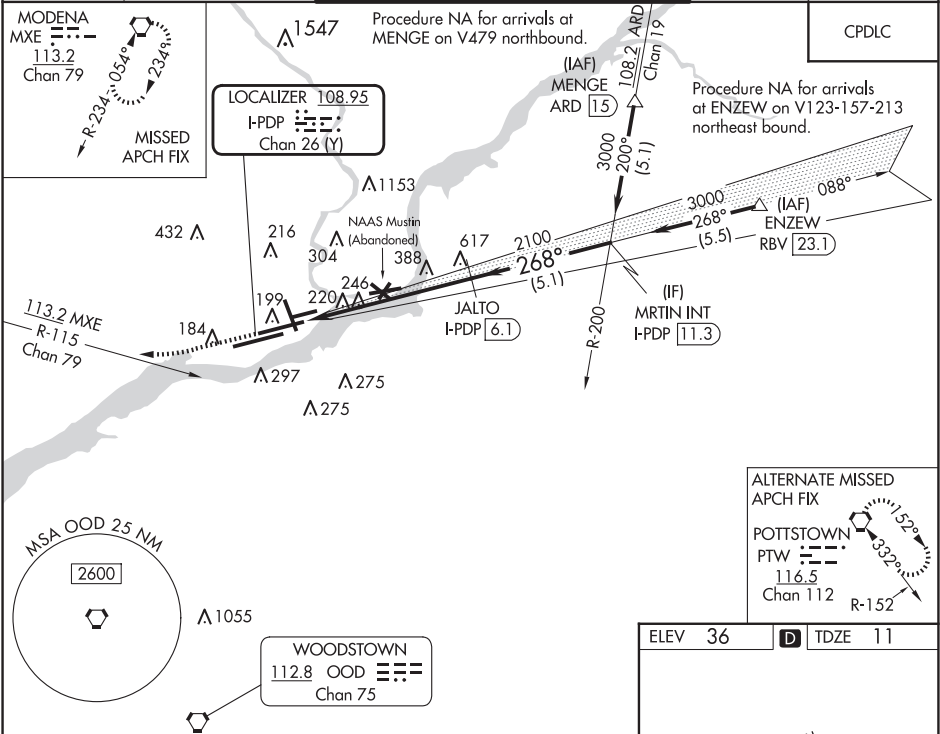 MODENA
MXE
113.2
Chan 79
R-234
054°
234°
MISSED
APCH FIX
1547
Procedure NA for arrivals at
MENGE on V479 northbound.
108.2 ARD
Chan 19
CPDLC
(IAF)
MENGE
ARD 15
Procedure NA for arrivals
at ENZEW on V123-157-213
northeast bound.
LOCALIZER 108.95
I-PDP
Chan 26 (Y)
3000
200°
(5.1)
1153
3000
268°
(5.5)
088°
(IAF)
ENZEW
RBV 23.1
NAAS Mustin
(Abandoned)
432
216
304
388
617
2100
268°
(5.1)
246
220
199
184
JALTO
I-PDP 6.1
(IF)
MRTIN INT
I-PDP 11.3
R-200
113.2 MXE
R-115
Chan 79
297
275
275
MSA OOD 25 NM
2600
1055
WOODSTOWN
112.8 OOD
Chan 75
ALTERNATE MISSED
APCH FIX
POTTSTOWN
PTW
116.5
Chan 112
152°
332°
R-152
ELEV 36 D TDZE 11